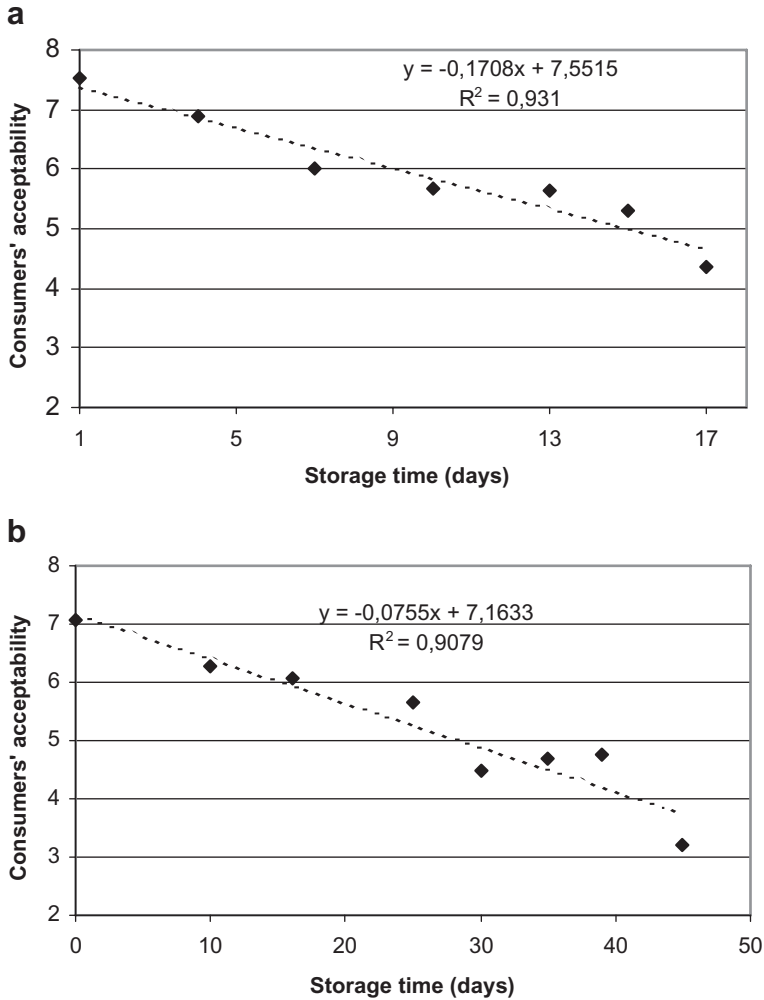 a
8
7
6
5
4
3
2
y = -0,1708x + 7,5515
R² = 0,931
Consumers' acceptability
1 5 9 13 17
Storage time (days)
b
8
7
6
5
4
3
2
y = -0,0755x + 7,1633
R² = 0,9079
Consumers' acceptability
0 10 20 30 40 50
Storage time (days)